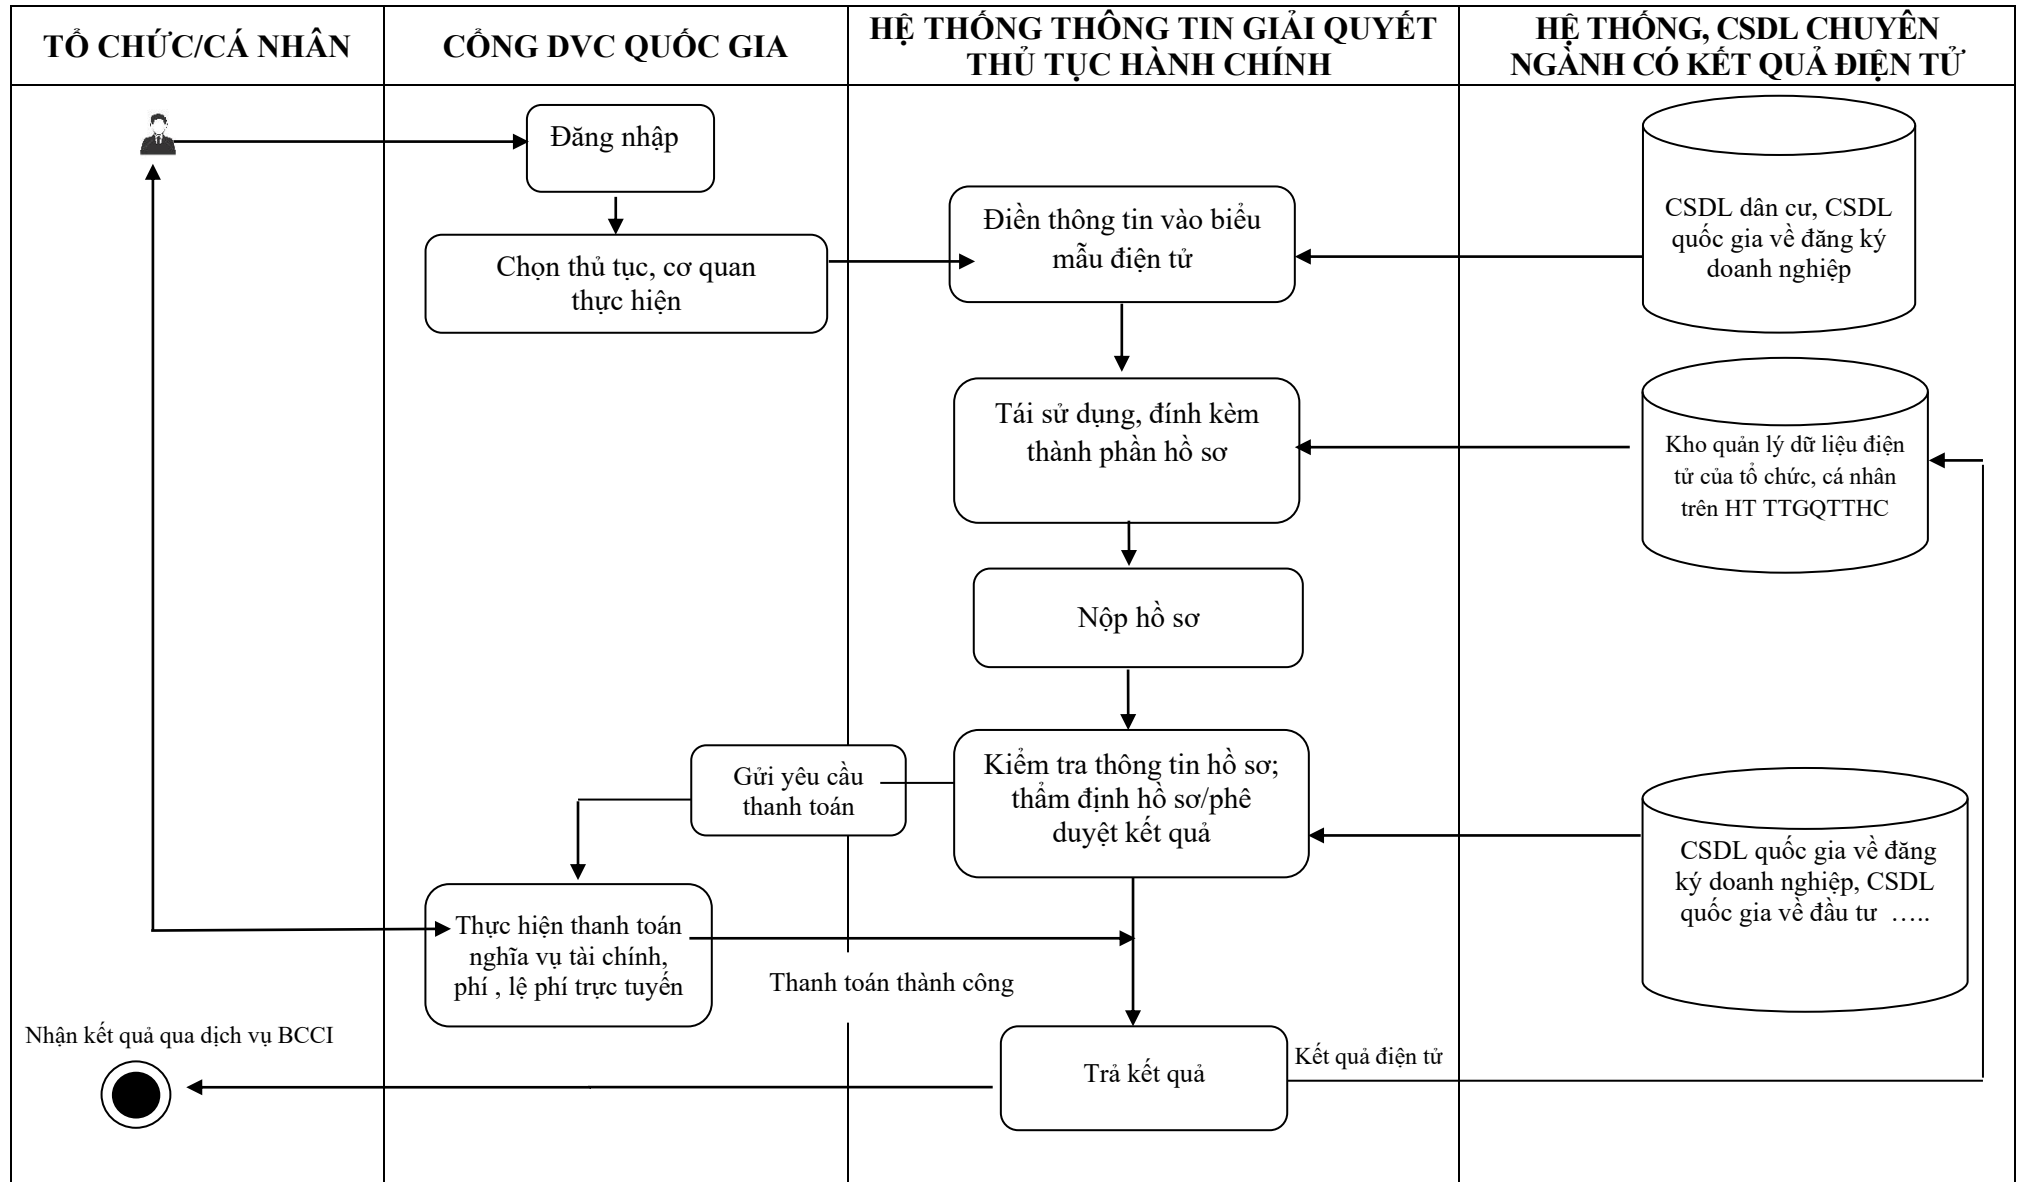 TỔ CHỨC/CÁ NHÂN
CỔNG DVC QUỐC GIA
HỆ THỐNG THÔNG TIN GIẢI QUYẾT
THỦ TỤC HÀNH CHÍNH
HỆ THỐNG, CSDL CHUYÊN
NGÀNH CÓ KẾT QUẢ ĐIỆN TỬ
Đăng nhập
Chọn thủ tục, cơ quan
thực hiện
Điền thông tin vào biểu
mẫu điện tử
CSDL dân cư, CSDL
quốc gia về đăng ký
doanh nghiệp
Tái sử dụng, đính kèm
thành phần hồ sơ
Kho quản lý dữ liệu điện
tử của tổ chức, cá nhân
trên HT TTGQTTHC
Nộp hồ sơ
Gửi yêu cầu
thanh toán
Kiểm tra thông tin hồ sơ;
thẩm định hồ sơ/phê
duyệt kết quả
CSDL quốc gia về đăng
ký doanh nghiệp, CSDL
quốc gia về đầu tư …..
Thực hiện thanh toán
nghĩa vụ tài chính,
phí , lệ phí trực tuyến
Thanh toán thành công
Nhận kết quả qua dịch vụ BCCI
Trả kết quả
Kết quả điện tử